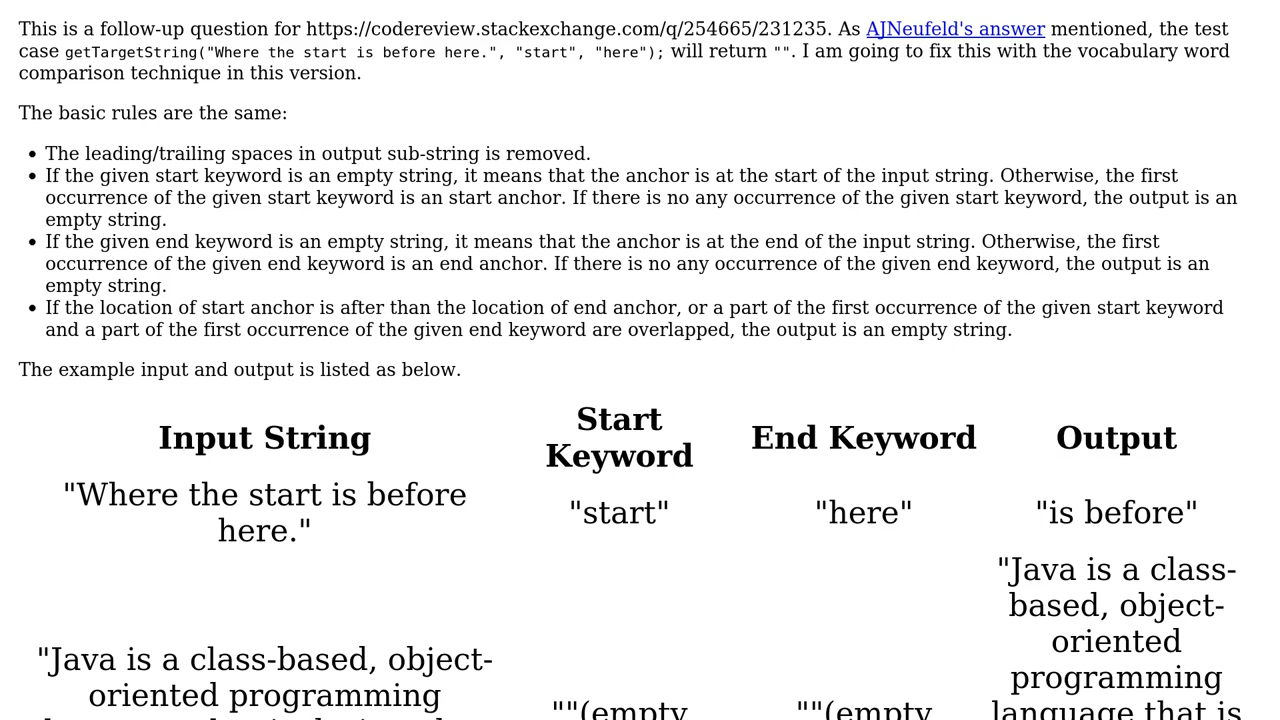 This is a follow-up question for https://codereview.stackexchange.com/q/254665/231235. As AJNeufeld's answer mentioned, the test
case getTargetString("Where the start is before here.", "start", "here"); will return "". I am going to fix this with the vocabulary word
comparison technique in this version.
The basic rules are the same:
• The leading/trailing spaces in output sub-string is removed.
• If the given start keyword is an empty string, it means that the anchor is at the start of the input string. Otherwise, the first
occurrence of the given start keyword is an start anchor. If there is no any occurrence of the given start keyword, the output is an
empty string.
• If the given end keyword is an empty string, it means that the anchor is at the end of the input string. Otherwise, the first
occurrence of the given end keyword is an end anchor. If there is no any occurrence of the given end keyword, the output is an
empty string.
• If the location of start anchor is after than the location of end anchor, or a part of the first occurrence of the given start keyword
and a part of the first occurrence of the given end keyword are overlapped, the output is an empty string.
The example input and output is listed as below.
Input String Start Keyword End Keyword Output
"Where the start is before
here."
"start" "here" "is before"
"Java is a class-based, object-
oriented programming
""(empty ""(empty
"Java is a class-
based, object-
oriented
programming
language that is